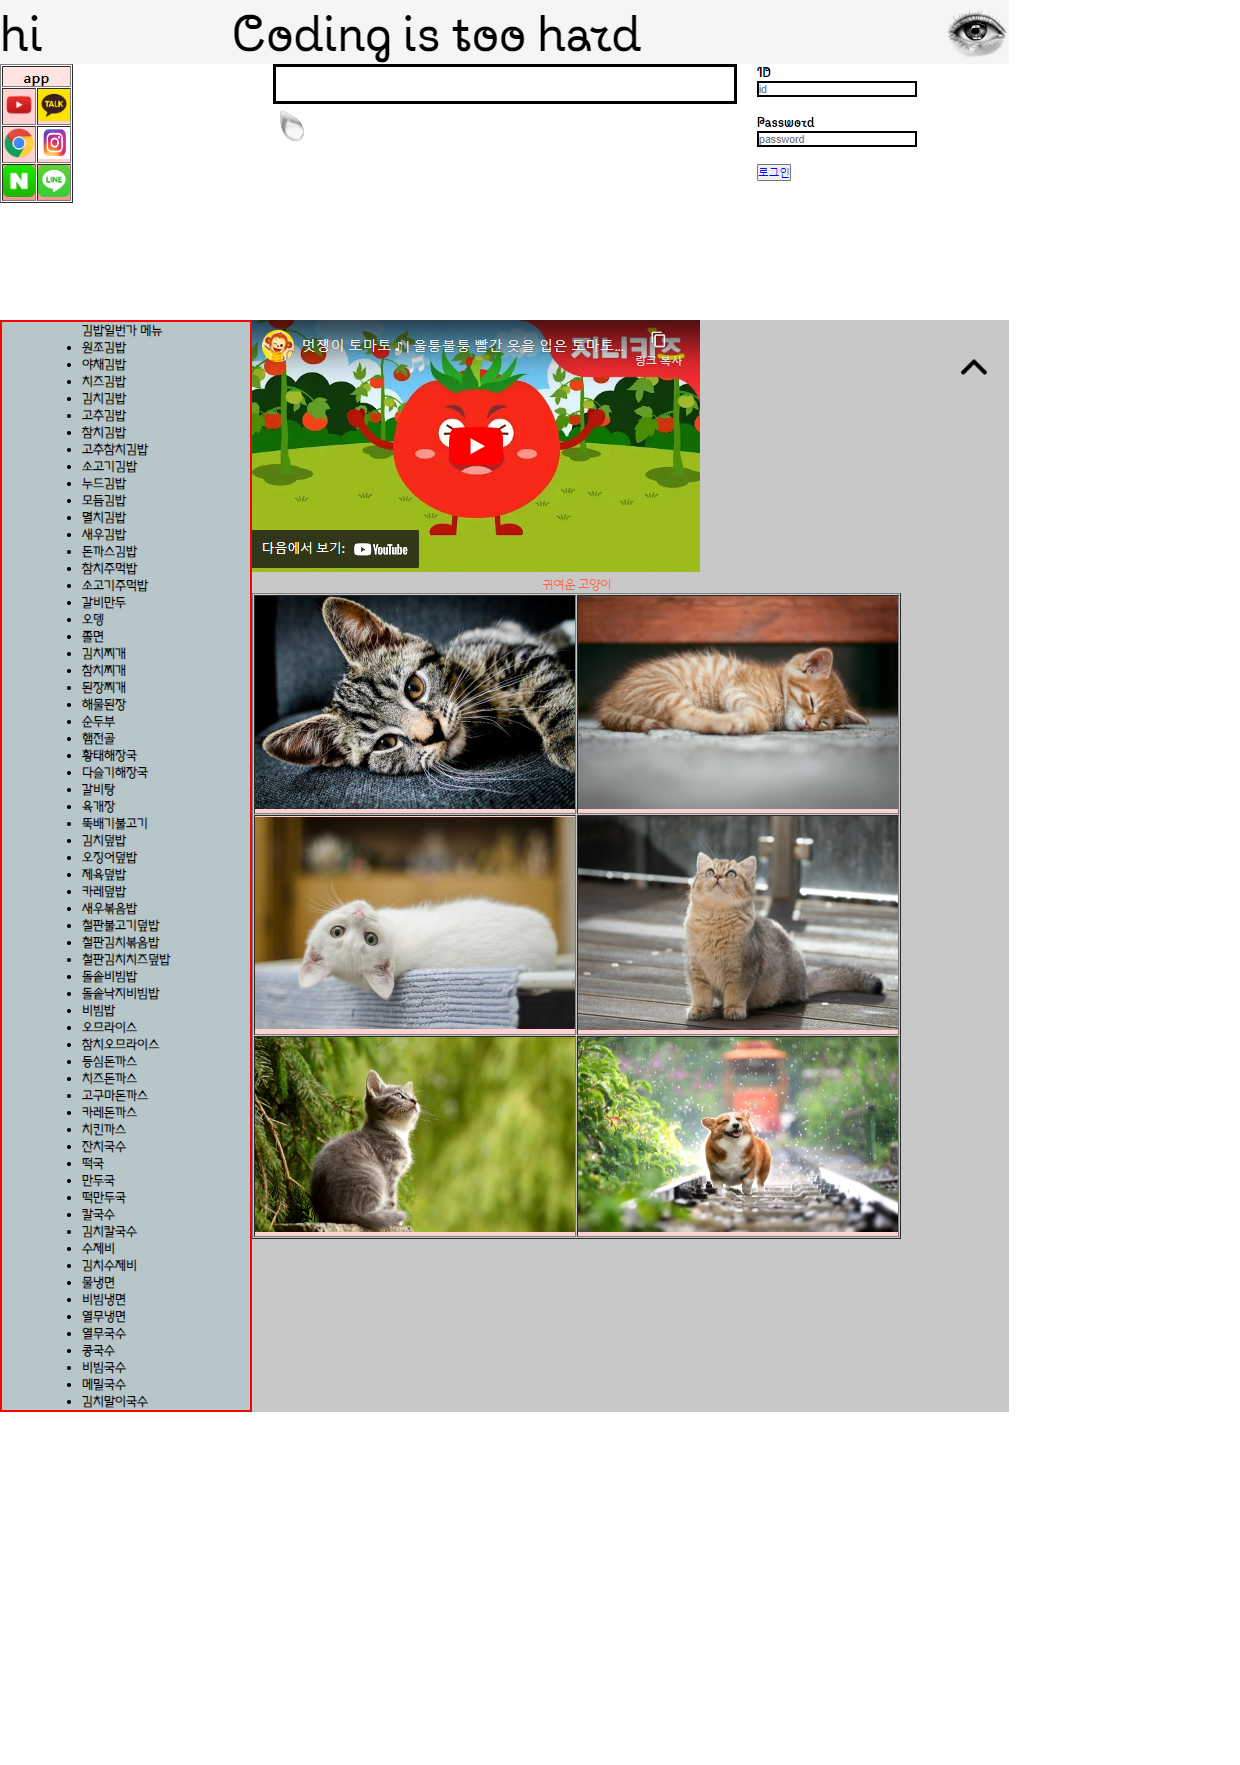 hi
Coding is too hard
app
TALK
N
LINE
ID
id
Password
password
로그인
김밥일번가 메뉴
원조김밥
야채김밥
치즈김밥
김치김밥
고추김밥
참치김밥
고추참치김밥
소고기김밥
누드김밥
모듬김밥
멸치김밥
새우김밥
돈까스김밥
참치주먹밥
소고기주먹밥
갈비만두
오뎅
쫄면
김치찌개
참치찌개
된장찌개
해물된장
순두부
햄전골
황태해장국
다슬기해장국
갈비탕
육개장
뚝배기불고기
김치덮밥
오징어덮밥
제육덮밥
카레덮밥
새우볶음밥
철판불고기덮밥
철판김치볶음밥
철판김치치즈덮밥
돌솥비빔밥
돌솥낙지비빔밥
비빔밥
오므라이스
참치오므라이스
등심돈까스
치즈돈까스
고구마돈까스
카레돈까스
치킨까스
잔치국수
떡국
만두국
떡만두국
칼국수
김치칼국수
수제비
김치수제비
물냉면
비빔냉면
열무냉면
열무국수
콩국수
비빔국수
메밀국수
김치말이국수
멋쟁이 토마토 ♫ | 울퉁불퉁 빨간 옷을 입은 토마토...
지니키즈
링크 복사
다음에서 보기: YouTube
귀여운 고양이